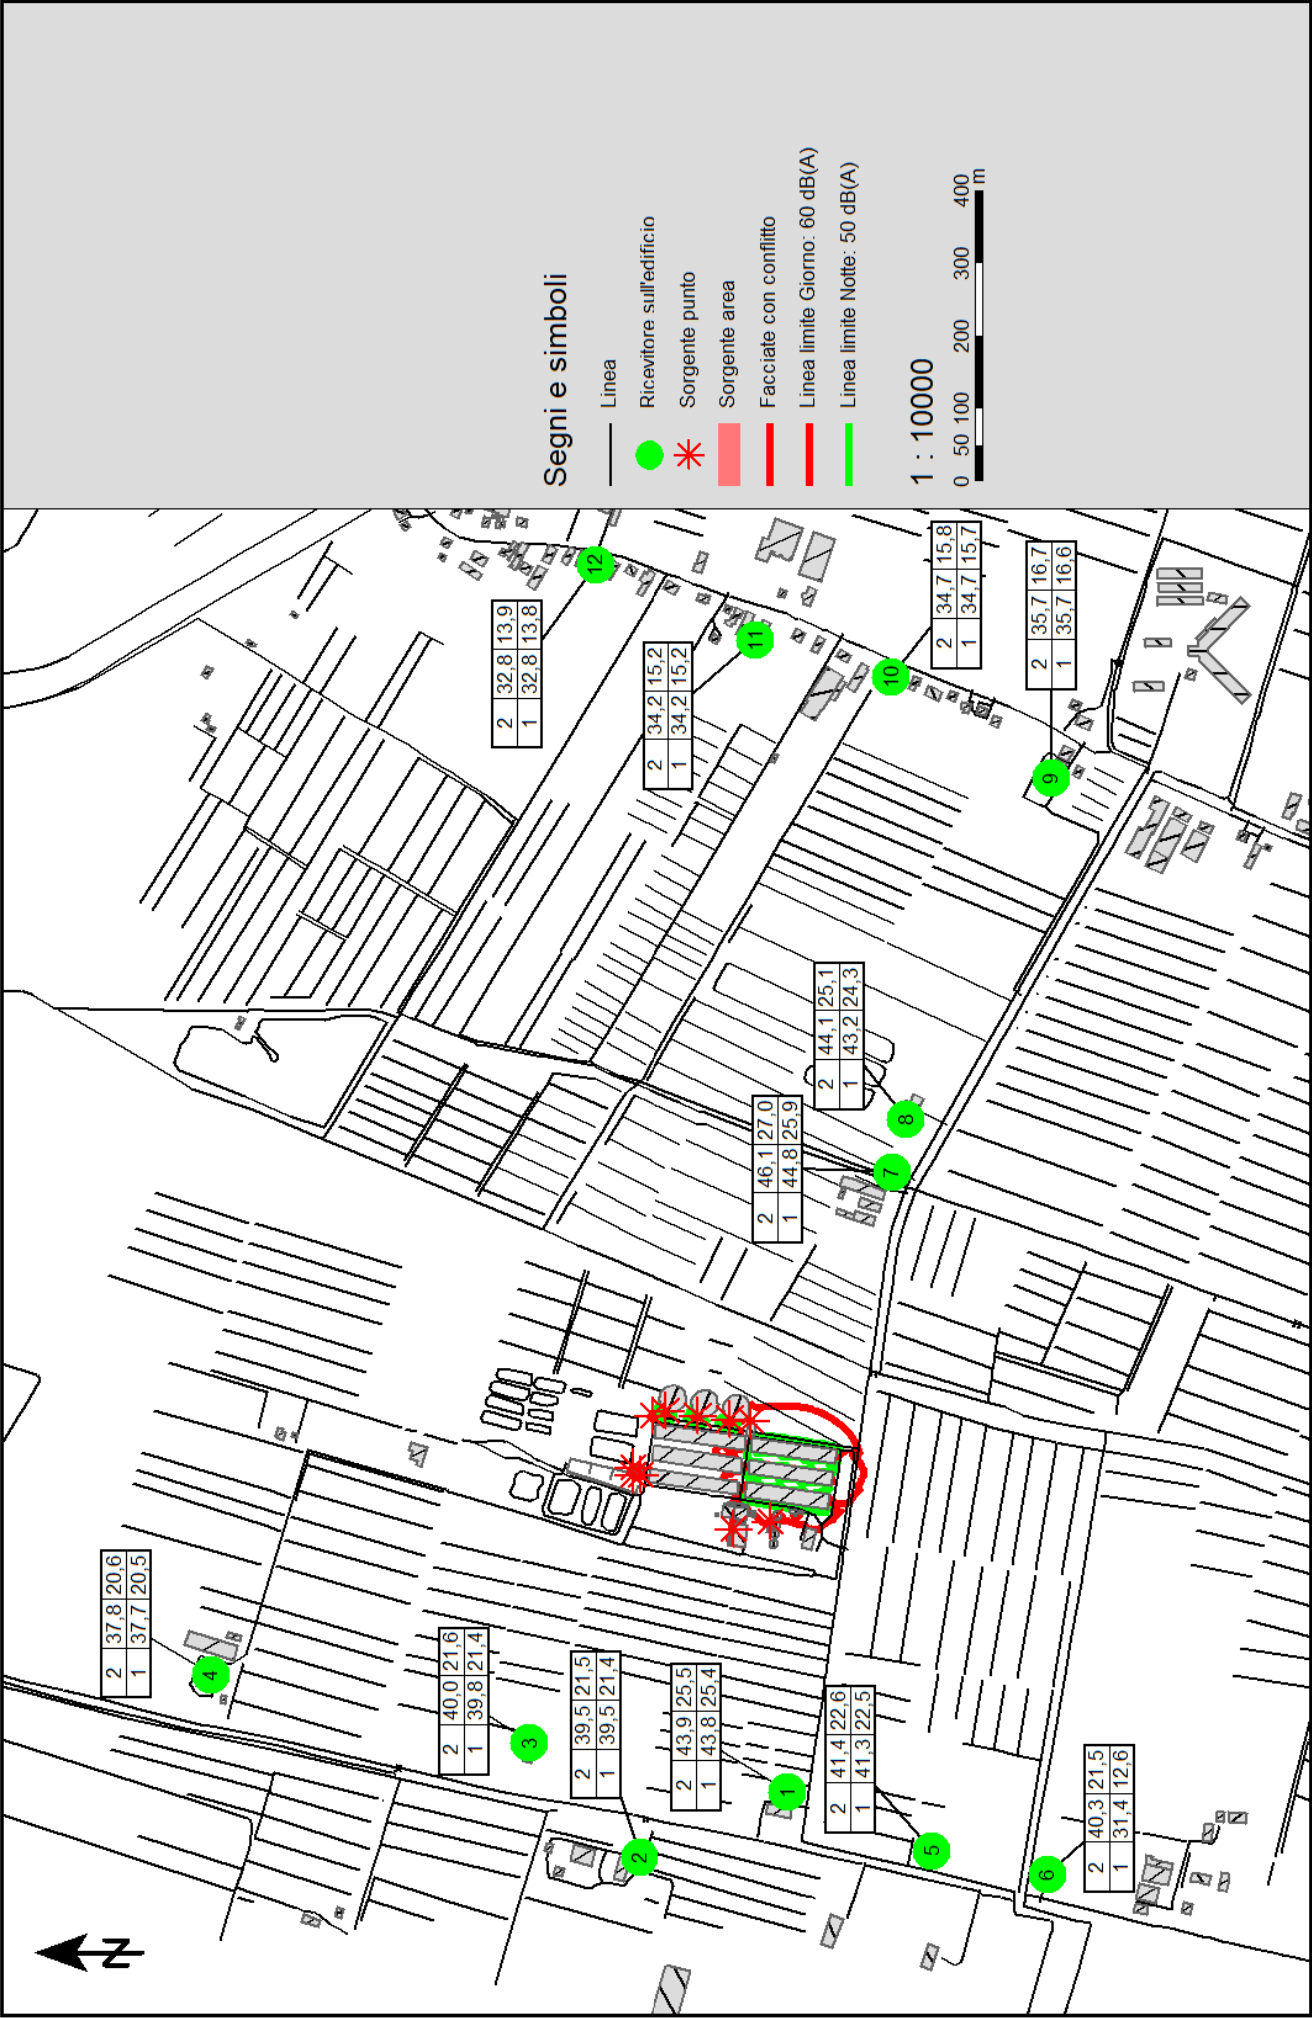 Segni e simboli
Linea
Ricevitore sull'edificio
Sorgente punto
Sorgente area
Facciate con conflitto
Linea limite Giorno: 60 dB(A)
Linea limite Notte: 50 dB(A)
1 : 10000
0 50 100 200 300 400
m
N
4
2 37,8 20,6
1 37,7 20,5
3
2 40,0 21,6
1 39,8 21,4
2
2 39,5 21,5
1 39,5 21,4
1
2 43,9 25,5
1 43,8 25,4
5
2 41,4 22,6
1 41,3 22,5
6
2 40,3 21,5
1 31,4 12,6
7
2 46,1 27,0
1 44,8 25,9
8
2 44,1 25,1
1 43,2 24,3
12
2 32,8 13,9
1 32,8 13,8
11
2 34,2 15,2
1 34,2 15,2
10
2 34,7 15,8
1 34,7 15,7
9
2 35,7 16,7
1 35,7 16,6